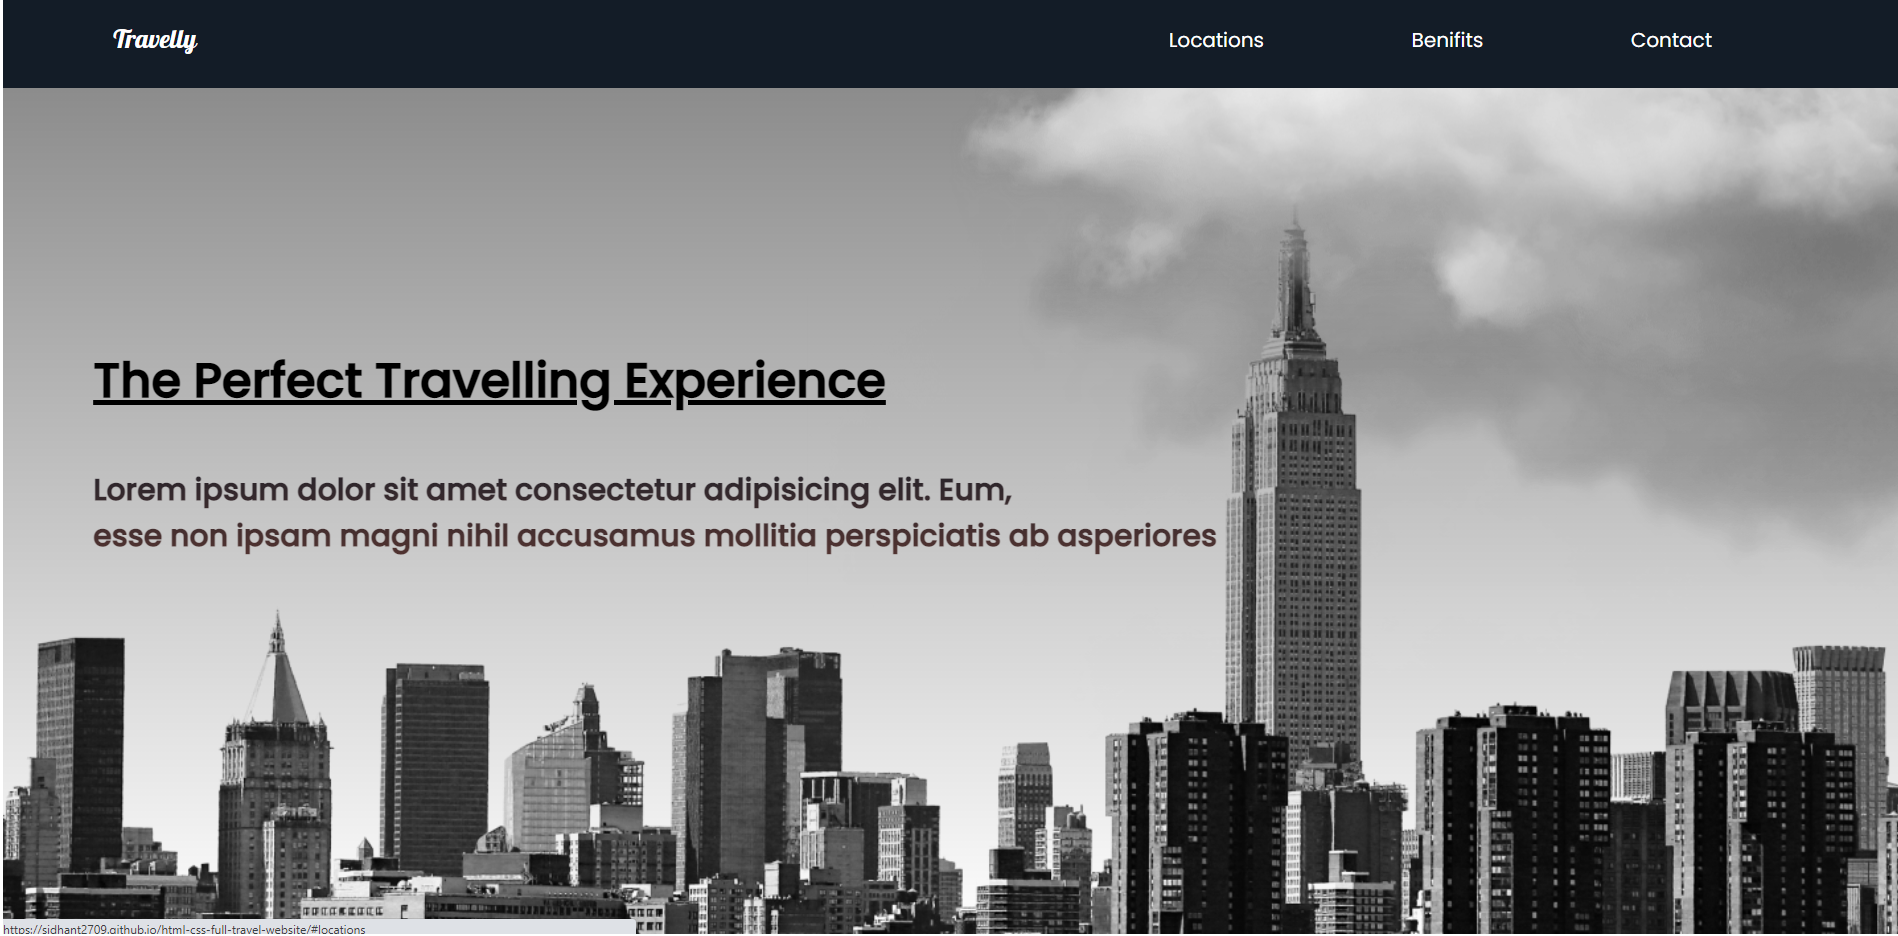 Travelly
Locations
Benifits
Contact
The Perfect Travelling Experience
Lorem ipsum dolor sit amet consectetur adipisicing elit. Eum,
esse non ipsam magni nihil accusamus mollitia perspiciatis ab asperiores
https://sidhant2709.github.io/html-css-full-travel-website/#locations